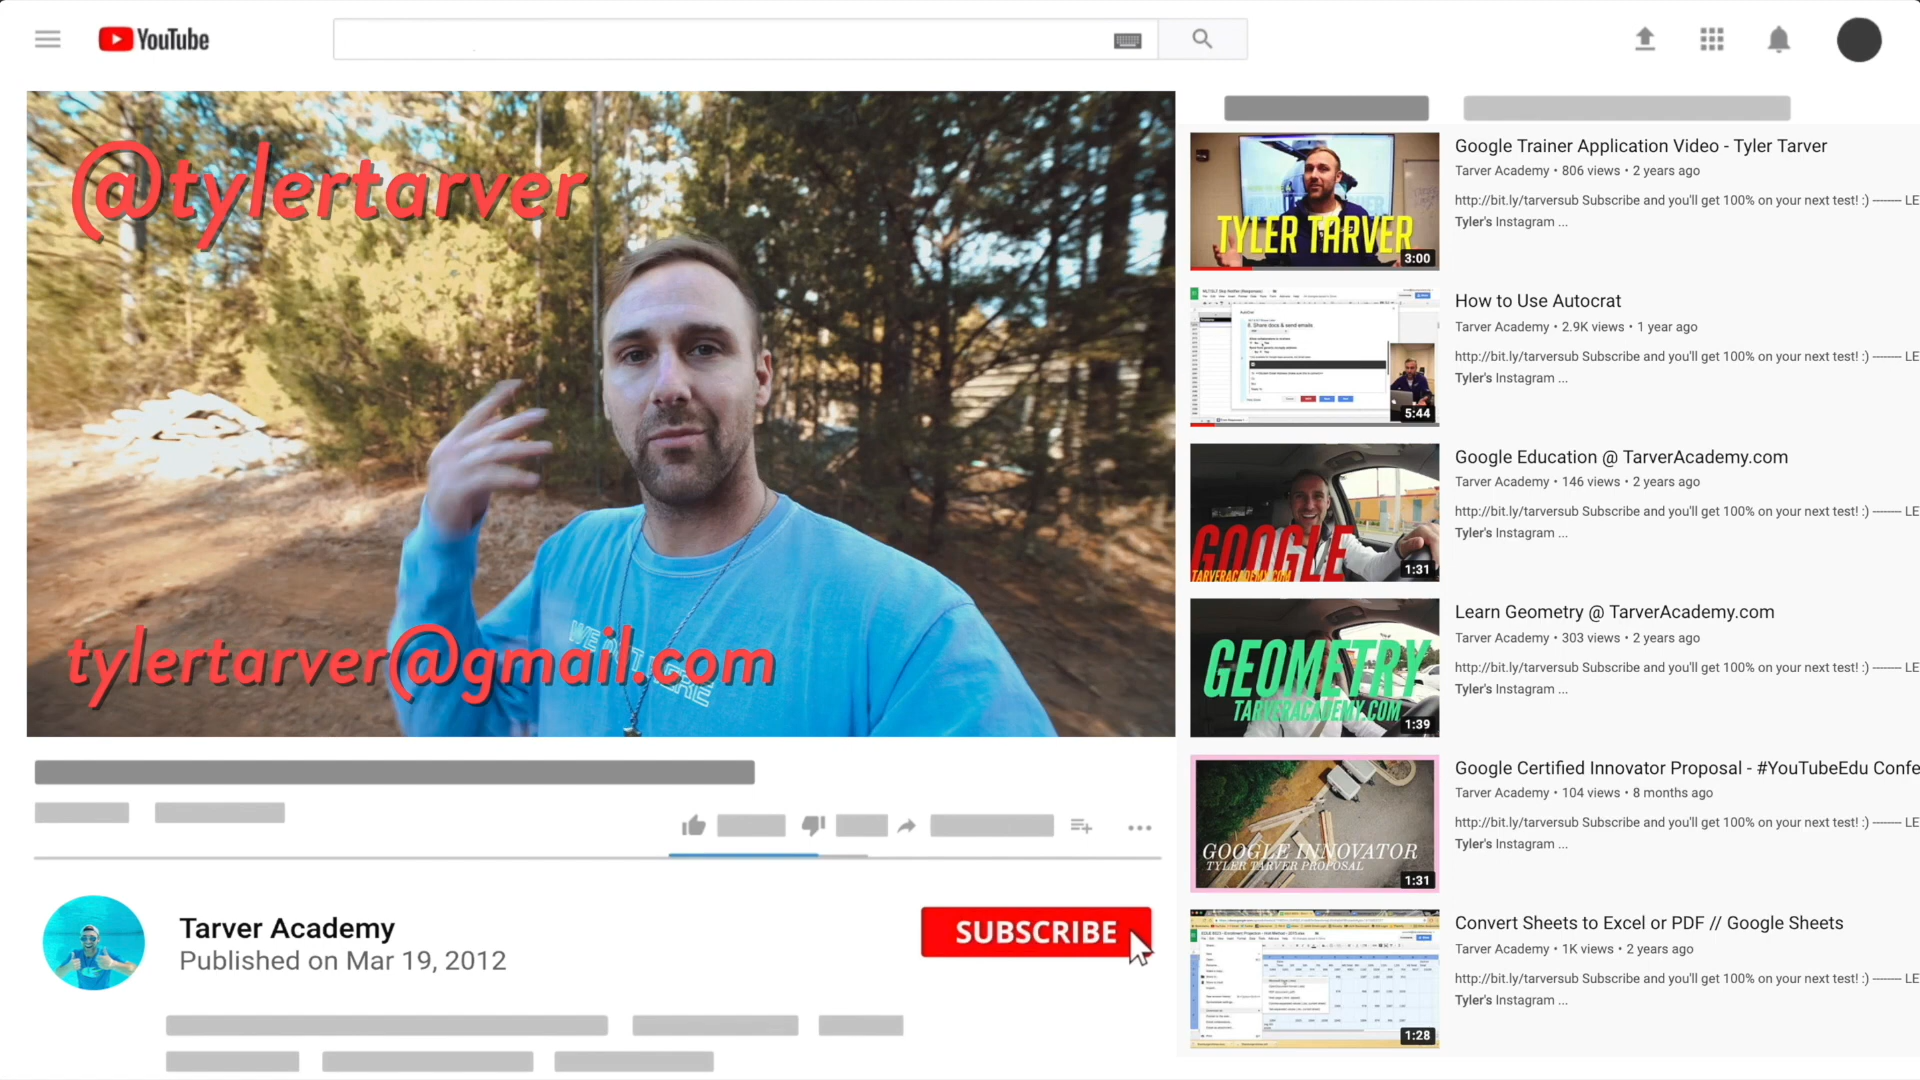 YouTube
@tylertarver
WE OUT HERE
tylertarver@gmail.com
Tarver Academy
Published on Mar 19, 2012
SUBSCRIBE
TYLER TARVER
3:00
Google Trainer Application Video - Tyler Tarver
Tarver Academy • 806 views • 2 years ago
http://bit.ly/tarversub Subscribe and you'll get 100% on your next test! :) -------- LE
Tyler's Instagram ...
8. Share docs & send emails
5:44
How to Use Autocrat
Tarver Academy • 2.9K views • 1 year ago
http://bit.ly/tarversub Subscribe and you'll get 100% on your next test! :) -------- LE
Tyler's Instagram ...
GOOGLE
TARVERACADEMY.COM
1:31
Google Education @ TarverAcademy.com
Tarver Academy • 146 views • 2 years ago
http://bit.ly/tarversub Subscribe and you'll get 100% on your next test! :) -------- LE
Tyler's Instagram ...
GEOMETRY
TARVERACADEMY.COM
1:39
Learn Geometry @ TarverAcademy.com
Tarver Academy • 303 views • 2 years ago
http://bit.ly/tarversub Subscribe and you'll get 100% on your next test! :) -------- LE
Tyler's Instagram ...
GOOGLE INNOVATOR
TYLER TARVER PROPOSAL
1:31
Google Certified Innovator Proposal - #YouTubeEdu Confe
Tarver Academy • 104 views • 8 months ago
http://bit.ly/tarversub Subscribe and you'll get 100% on your next test! :) -------- LE
Tyler's Instagram ...
1:28
Convert Sheets to Excel or PDF // Google Sheets
Tarver Academy • 1K views • 2 years ago
http://bit.ly/tarversub Subscribe and you'll get 100% on your next test! :) -------- LE
Tyler's Instagram ...